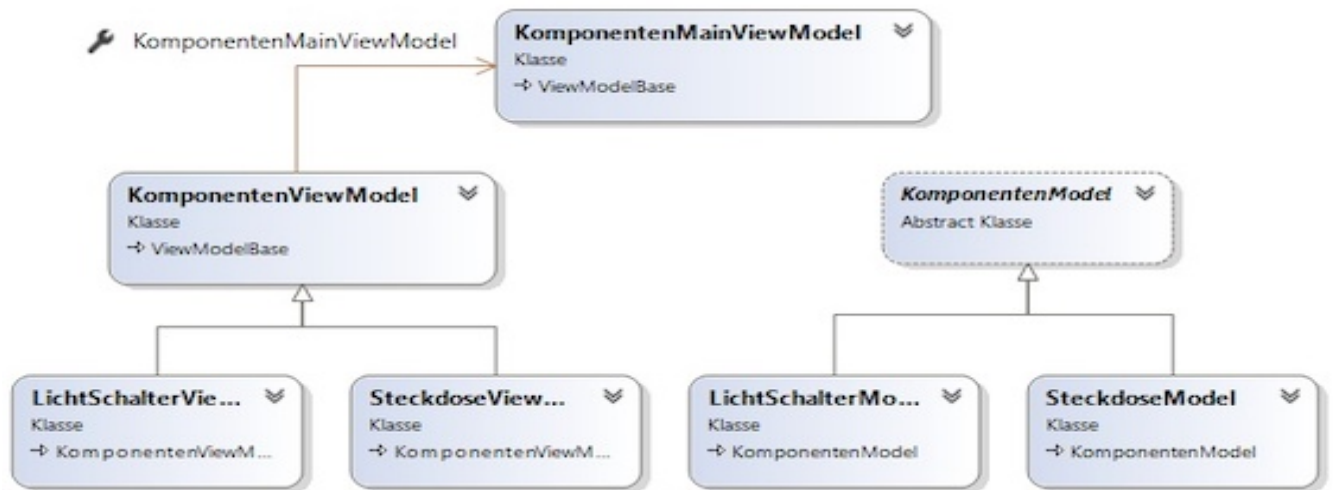 KomponentenMainViewModel
KomponentenMainViewModel
Klasse
ViewModelBase
KomponentenViewModel
Klasse
ViewModelBase
KomponentenModel
Abstract Klasse
LichtSchalterVie...
Klasse
KomponentenViewM...
SteckdoseView...
Klasse
KomponentenViewM...
LichtSchalterMo...
Klasse
KomponentenModel
SteckdoseModel
Klasse
KomponentenModel